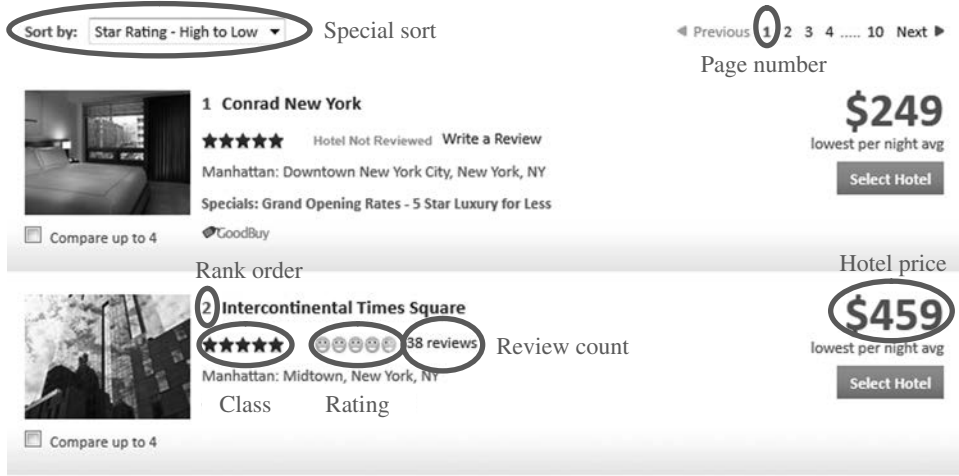 Sort by: Star Rating - High to Low Special sort
Previous 1 2 3 4 ..... 10 Next
Page number
1 Conrad New York
Hotel Not Reviewed Write a Review
Manhattan: Downtown New York City, New York, NY
Specials: Grand Opening Rates - 5 Star Luxury for Less
GoodBuy
$249
lowest per night avg
Select Hotel
Compare up to 4
Rank order
Hotel price
2 Intercontinental Times Square
38 reviews Review count
Manhattan: Midtown, New York, NY
Class Rating
$459
lowest per night avg
Select Hotel
Compare up to 4